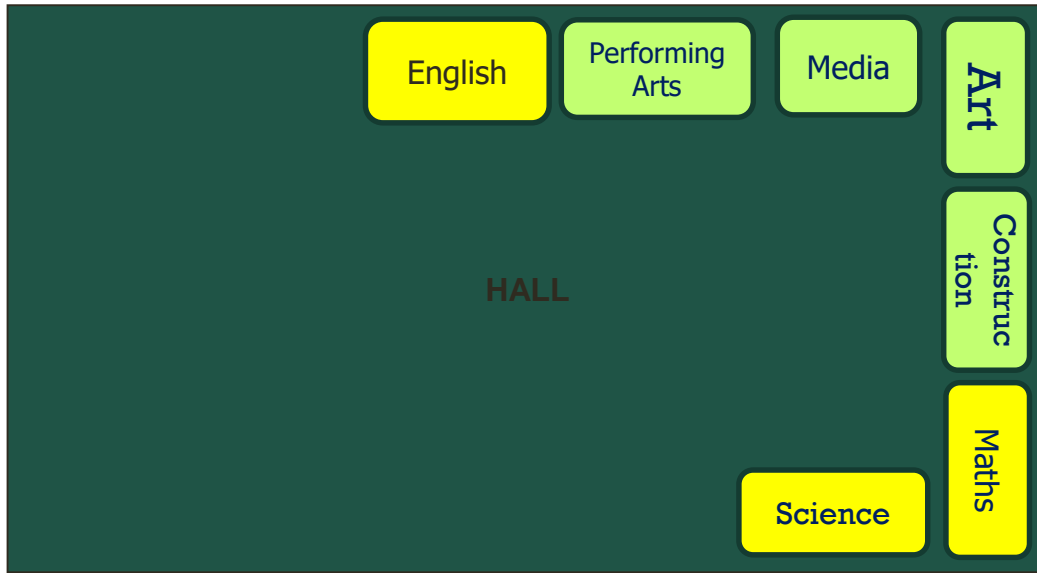 English
Performing
Arts
Media
Art
Construc
tion
HALL
Maths
Science